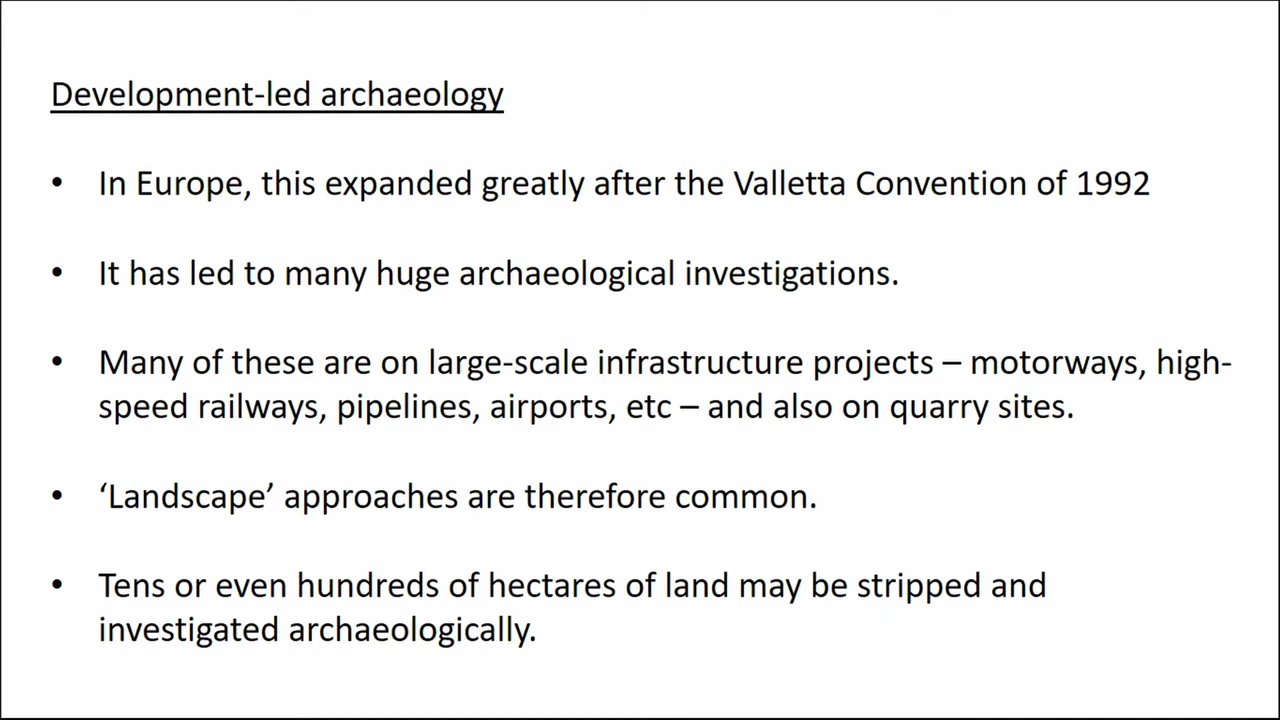 Development-led archaeology
• In Europe, this expanded greatly after the Valletta Convention of 1992
• It has led to many huge archaeological investigations.
• Many of these are on large-scale infrastructure projects – motorways, high-
speed railways, pipelines, airports, etc – and also on quarry sites.
• ‘Landscape’ approaches are therefore common.
• Tens or even hundreds of hectares of land may be stripped and
investigated archaeologically.